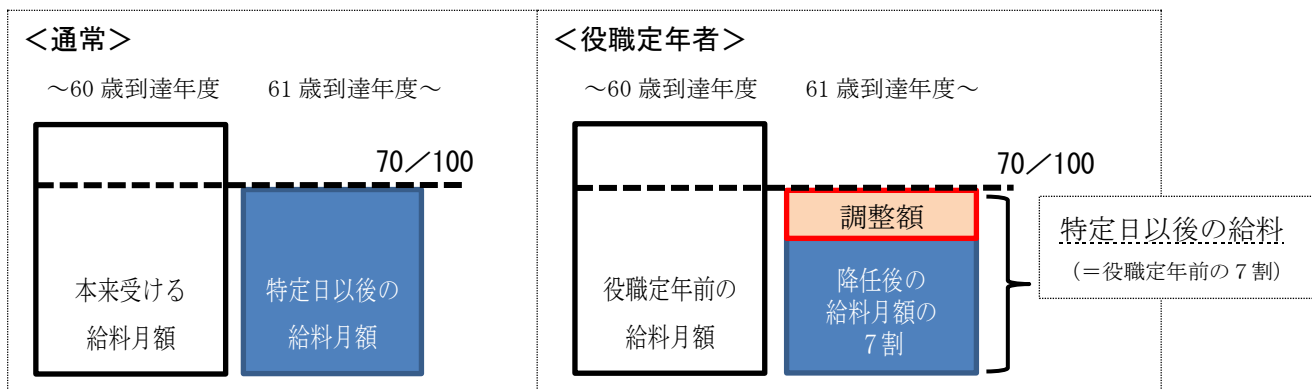 ＜通常＞
～60 歳到達年度
61 歳到達年度～
70／100
本来受ける
給料月額
特定日以後の
給料月額
＜役職定年者＞
～60 歳到達年度
61 歳到達年度～
70／100
役職定年前の
給料月額
調整額
降任後の
給料月額の
７割
特定日以後の給料
（＝役職定年前の７割）